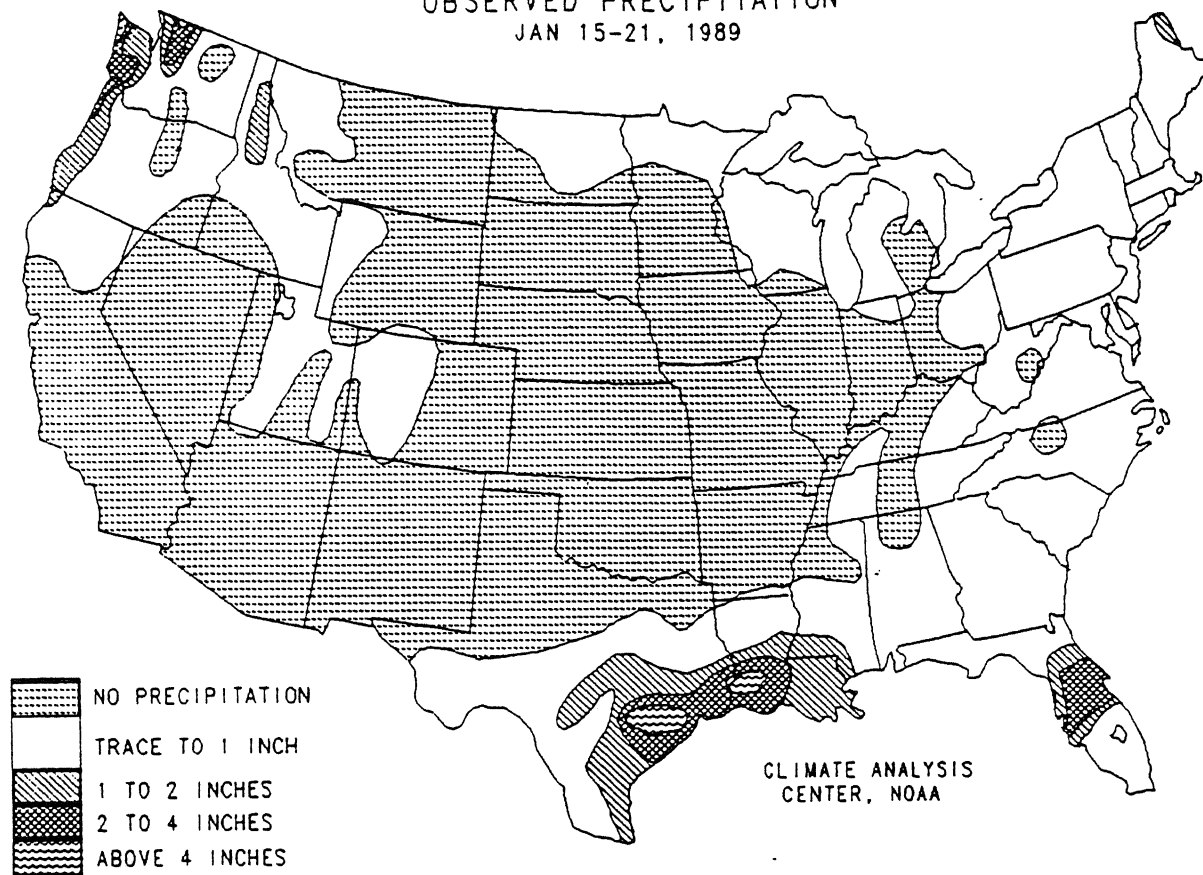 OBSERVED PRECIPITATION
JAN 15-21, 1989
NO PRECIPITATION
TRACE TO 1 INCH
1 TO 2 INCHES
2 TO 4 INCHES
ABOVE 4 INCHES
CLIMATE ANALYSIS
CENTER, NOAA